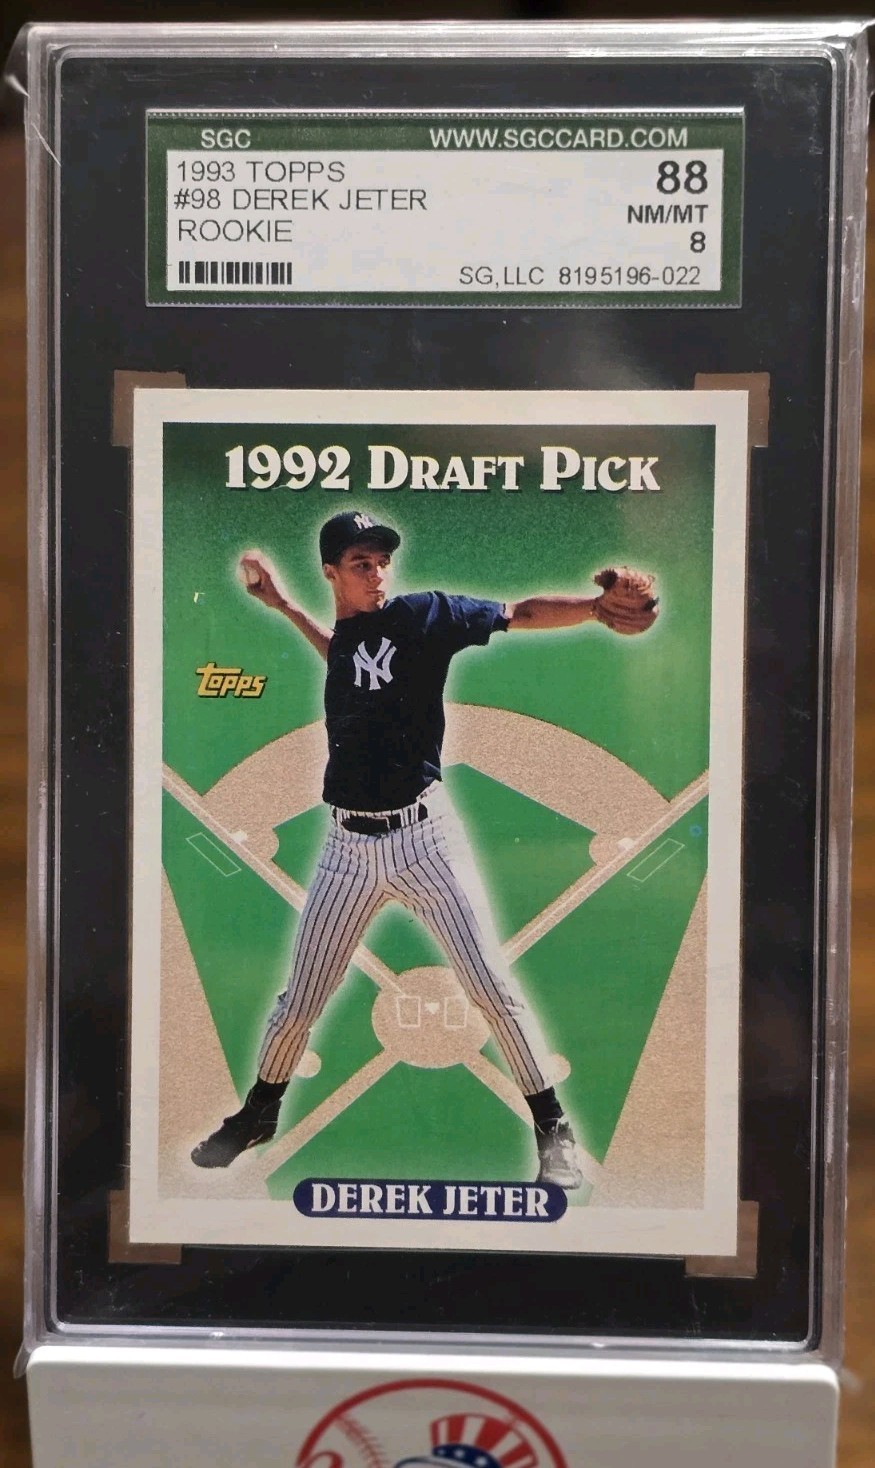 SGC WWW.SGCCARD.COM
1993 TOPPS 88
#98 DEREK JETER NM/MT
ROOKIE 8
SG,LLC 8195196-022
1992 DRAFT PICK
NY
NY
TOPPS
DEREK JETER